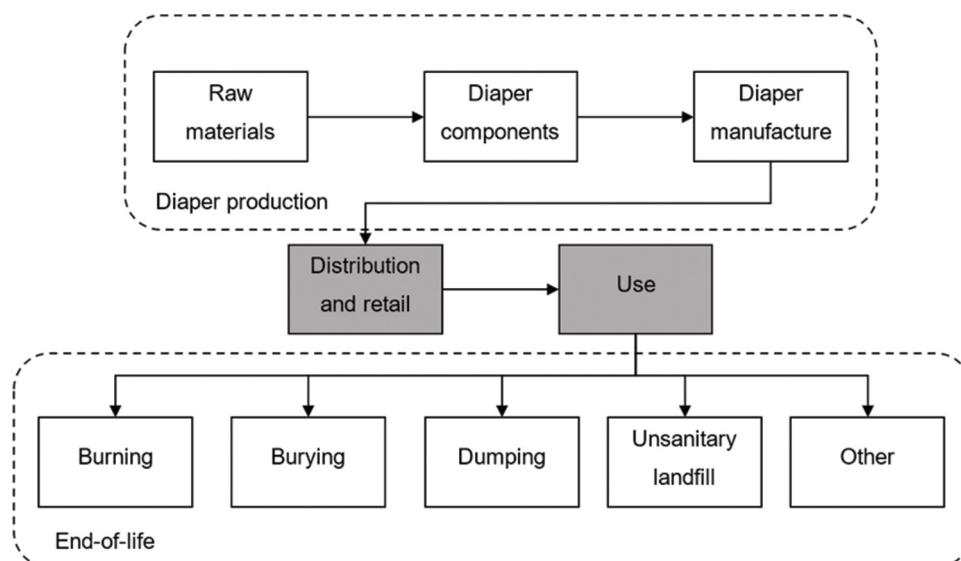 Raw
materials
Diaper
components
Diaper
manufacture
Diaper production
Distribution
and retail
Use
Burning
Burying
Dumping
Unsanitary
landfill
Other
End-of-life